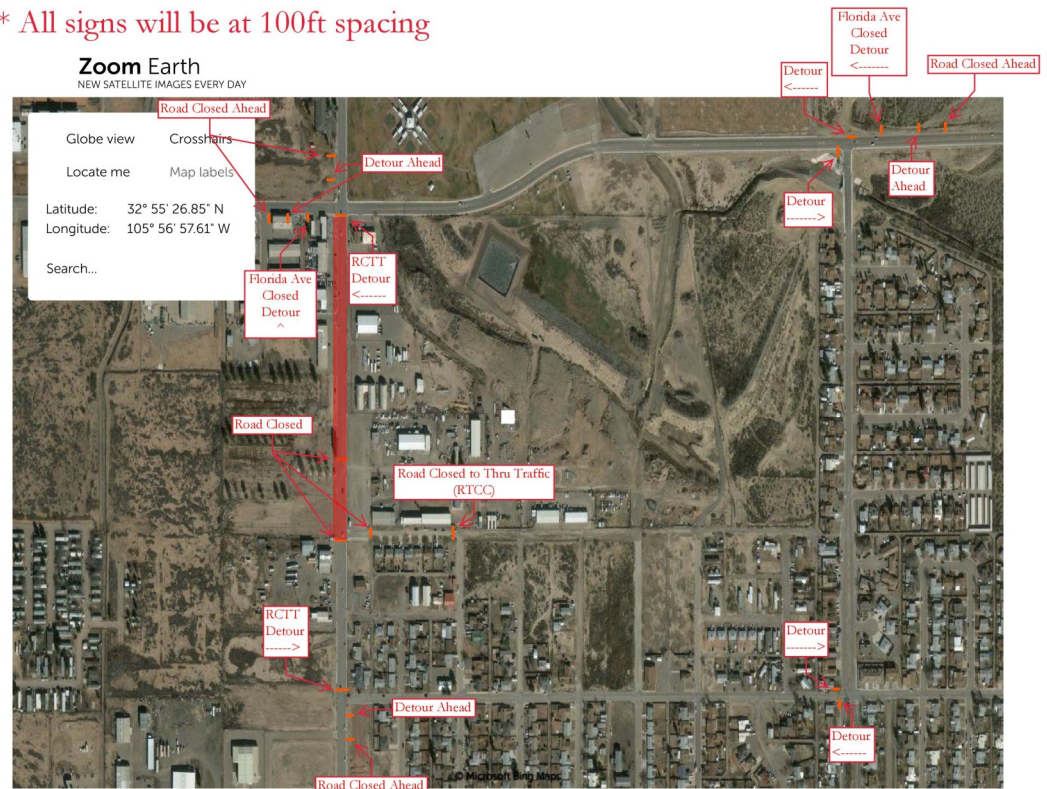 * All signs will be at 100ft spacing
Zoom Earth
NEW SATELLITE IMAGES EVERY DAY
Globe view
Crosshairs
Locate me
Map labels
Latitude: 32° 55' 26.85" N
Longitude: 105° 56' 57.61" W
Search...
Road Closed Ahead
Detour Ahead
Florida Ave
Closed
Detour
^
RCTT
Detour
<------
Detour
<------
Florida Ave
Closed
Detour
<-------
Road Closed Ahead
Detour
Ahead
Detour
------->
Road Closed
Road Closed to Thru Traffic
(RTCC)
RCTT
Detour
------>
Detour Ahead
Road Closed Ahead
Detour
------->
Detour
<------
© Microsoft Bing Maps